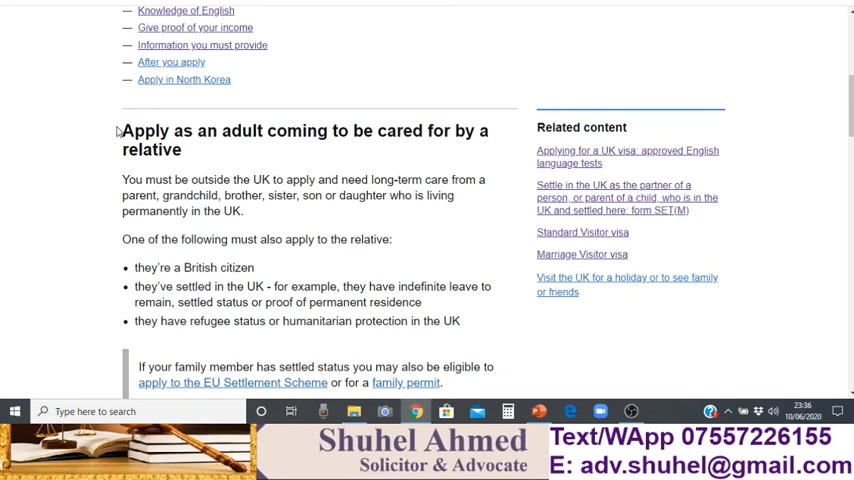 — Knowledge of English
— Give proof of your income
— Information you must provide
— After you apply
— Apply in North Korea
Apply as an adult coming to be cared for by a
relative
You must be outside the UK to apply and need long-term care from a
parent, grandchild, brother, sister, son or daughter who is living
permanently in the UK.
One of the following must also apply to the relative:
• they're a British citizen
• they've settled in the UK - for example, they have indefinite leave to
remain, settled status or proof of permanent residence
• they have refugee status or humanitarian protection in the UK
If your family member has settled status you may also be eligible to
apply to the EU Settlement Scheme or for a family permit.
Related content
Applying for a UK visa: approved English
language tests
Settle in the UK as the partner of a
person, or parent of a child, who is in the
UK and settled here: form SET(M)
Standard Visitor visa
Marriage Visitor visa
Visit the UK for a holiday or to see family
or friends
Type here to search
23:36
10/06/2020
Shuhel Ahmed
Solicitor & Advocate
Text/WApp 07557226155
E: adv.shuhel@gmail.com